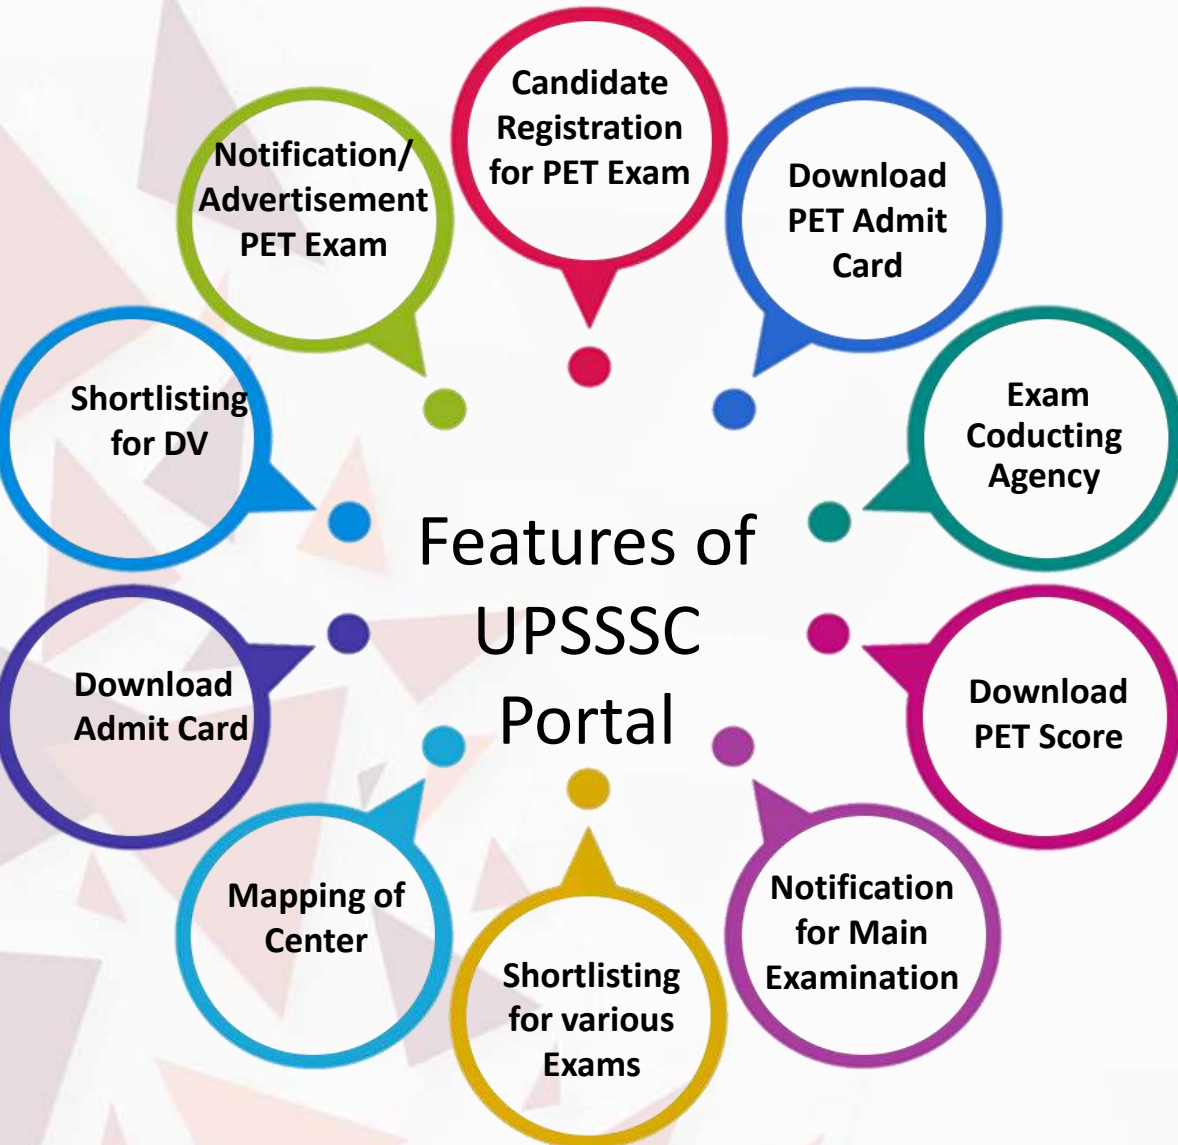 Candidate
Registration
for PET Exam
Notification/
Advertisement
PET Exam
Download
PET Admit
Card
Shortlisting
for DV
Exam
Coducting
Agency
Features of
UPSSSC
Portal
Download
Admit Card
Download
PET Score
Mapping of
Center
Notification
for Main
Examination
Shortlisting
for various
Exams